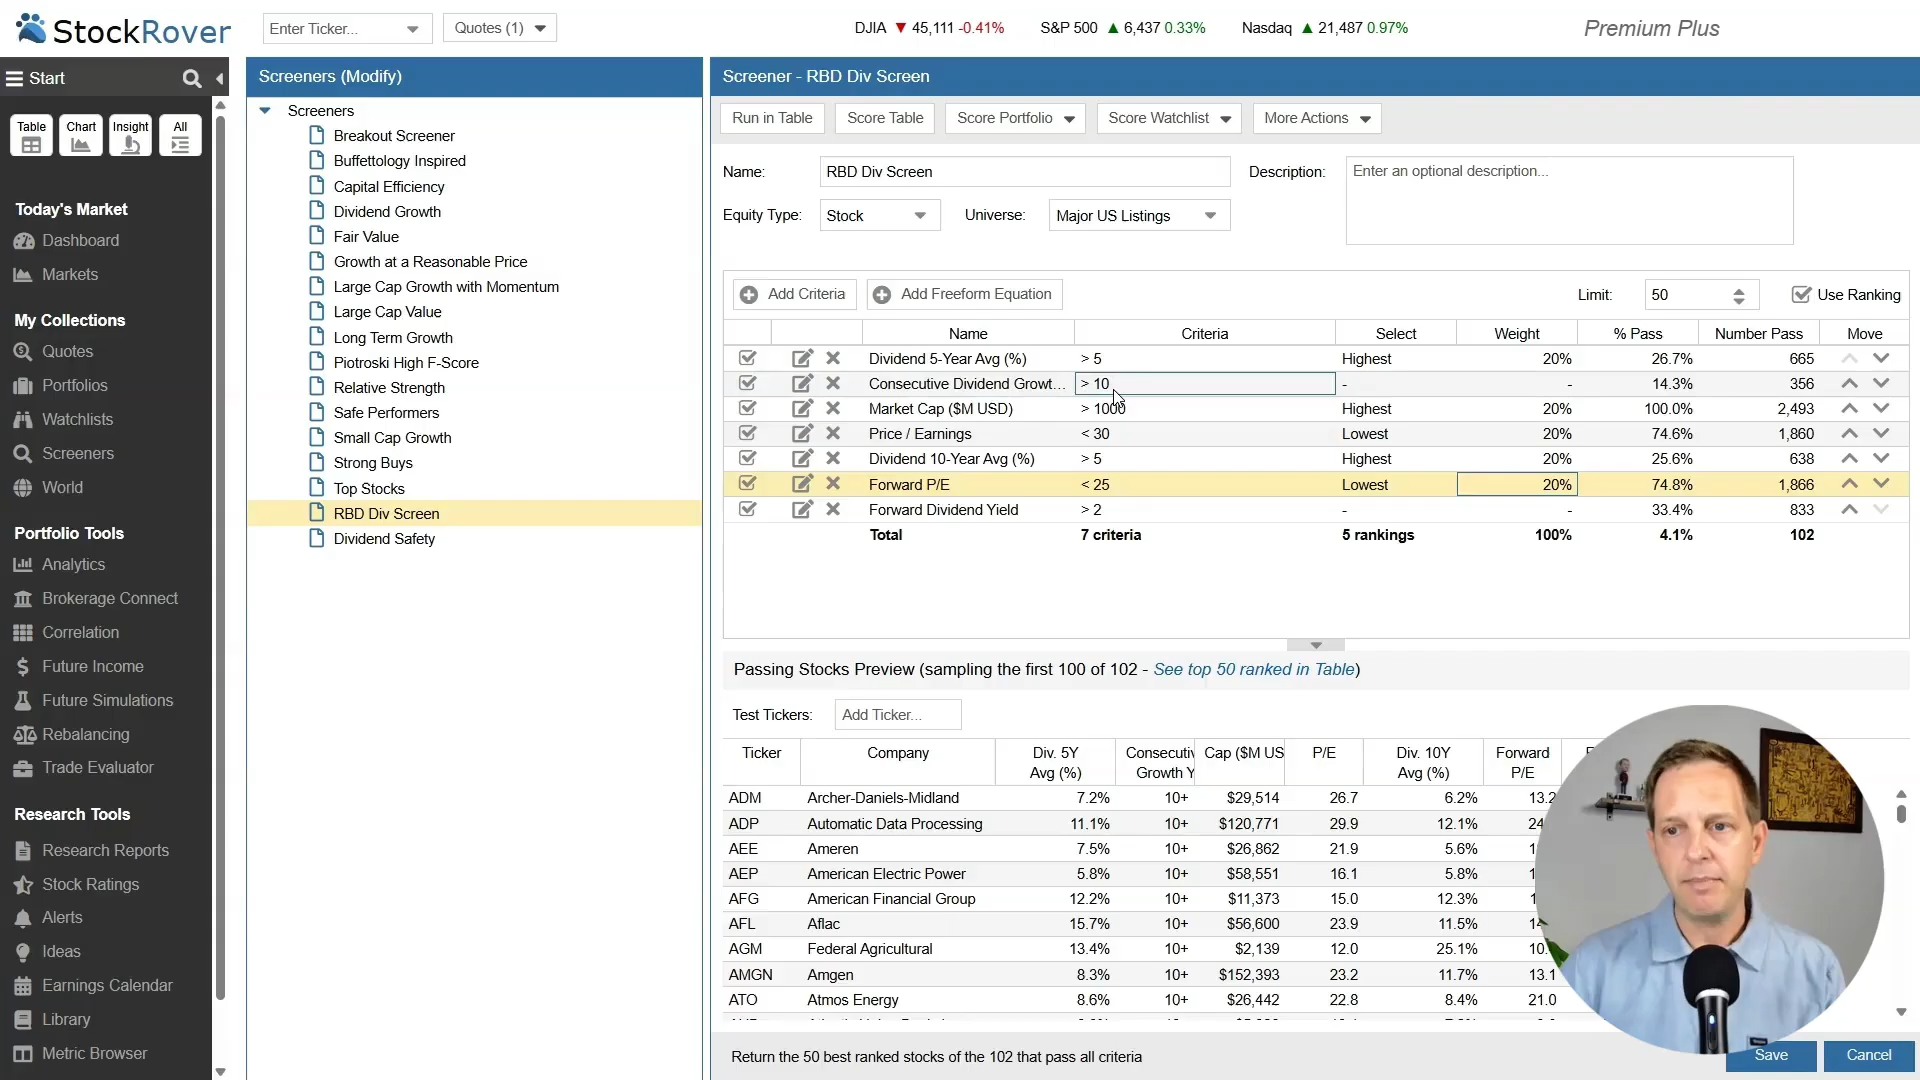 StockRover
Enter Ticker...
Quotes (1)
DJIA ▼ 45,111 -0.41%
S&P 500 ▲ 6,437 0.33%
Nasdaq ▲ 21,487 0.97%
Premium Plus
Start
Table
Chart
Insight
All
Today's Market
Dashboard
Markets
My Collections
Quotes
Portfolios
Watchlists
Screeners
World
Portfolio Tools
Analytics
Brokerage Connect
Correlation
Future Income
Future Simulations
Rebalancing
Trade Evaluator
Research Tools
Research Reports
Stock Ratings
Alerts
Ideas
Earnings Calendar
Library
Metric Browser
Screeners (Modify)
Screeners
Breakout Screener
Buffettology Inspired
Capital Efficiency
Dividend Growth
Fair Value
Growth at a Reasonable Price
Large Cap Growth with Momentum
Large Cap Value
Long Term Growth
Piotroski High F-Score
Relative Strength
Safe Performers
Small Cap Growth
Strong Buys
Top Stocks
RBD Div Screen
Dividend Safety
Screener - RBD Div Screen
Run in Table
Score Table
Score Portfolio
Score Watchlist
More Actions
Name: RBD Div Screen
Description: Enter an optional description...
Equity Type: Stock
Universe: Major US Listings
Add Criteria
Add Freeform Equation
Limit: 50
Use Ranking
Name Criteria Select Weight % Pass Number Pass Move
Dividend 5-Year Avg (%) > 5 Highest 20% 26.7% 665
Consecutive Dividend Growt... > 10 - - 14.3% 356
Market Cap ($M USD) > 1000 Highest 20% 100.0% 2,493
Price / Earnings < 30 Lowest 20% 74.6% 1,860
Dividend 10-Year Avg (%) > 5 Highest 20% 25.6% 638
Forward P/E < 25 Lowest 20% 74.8% 1,866
Forward Dividend Yield > 2 - - 33.4% 833
Total 7 criteria 5 rankings 100% 4.1% 102
Passing Stocks Preview (sampling the first 100 of 102 - See top 50 ranked in Table)
Test Tickers: Add Ticker...
Ticker Company Div. 5Y Consecutiv Cap ($M US P/E Div. 10Y Forward
Avg (%) Growth Y Avg (%) P/E
ADM Archer-Daniels-Midland 7.2% 10+ $29,514 26.7 6.2% 13.2
ADP Automatic Data Processing 11.1% 10+ $120,771 29.9 12.1% 24
AEE Ameren 7.5% 10+ $26,862 21.9 5.6% 1
AEP American Electric Power 5.8% 10+ $58,551 16.1 5.8% 1
AFG American Financial Group 12.2% 10+ $11,373 15.0 12.3% 1
AFL Aflac 15.7% 10+ $56,600 23.9 11.5% 14
AGM Federal Agricultural 13.4% 10+ $2,139 12.0 25.1% 10.
AMGN Amgen 8.3% 10+ $152,393 23.2 11.7% 13.1
ATO Atmos Energy 8.6% 10+ $26,442 22.8 8.4% 21.0
Return the 50 best ranked stocks of the 102 that pass all criteria
Save
Cancel